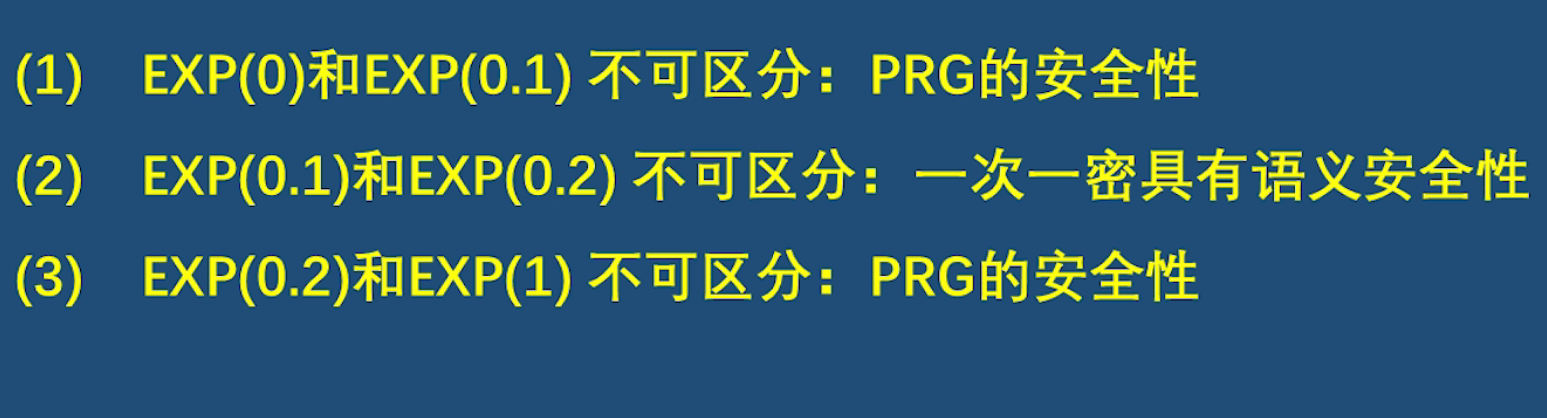 (1) EXP(0)和EXP(0.1) 不可区分：PRG的安全性
(2) EXP(0.1)和EXP(0.2) 不可区分：一次一密具有语义安全性
(3) EXP(0.2)和EXP(1) 不可区分：PRG的安全性